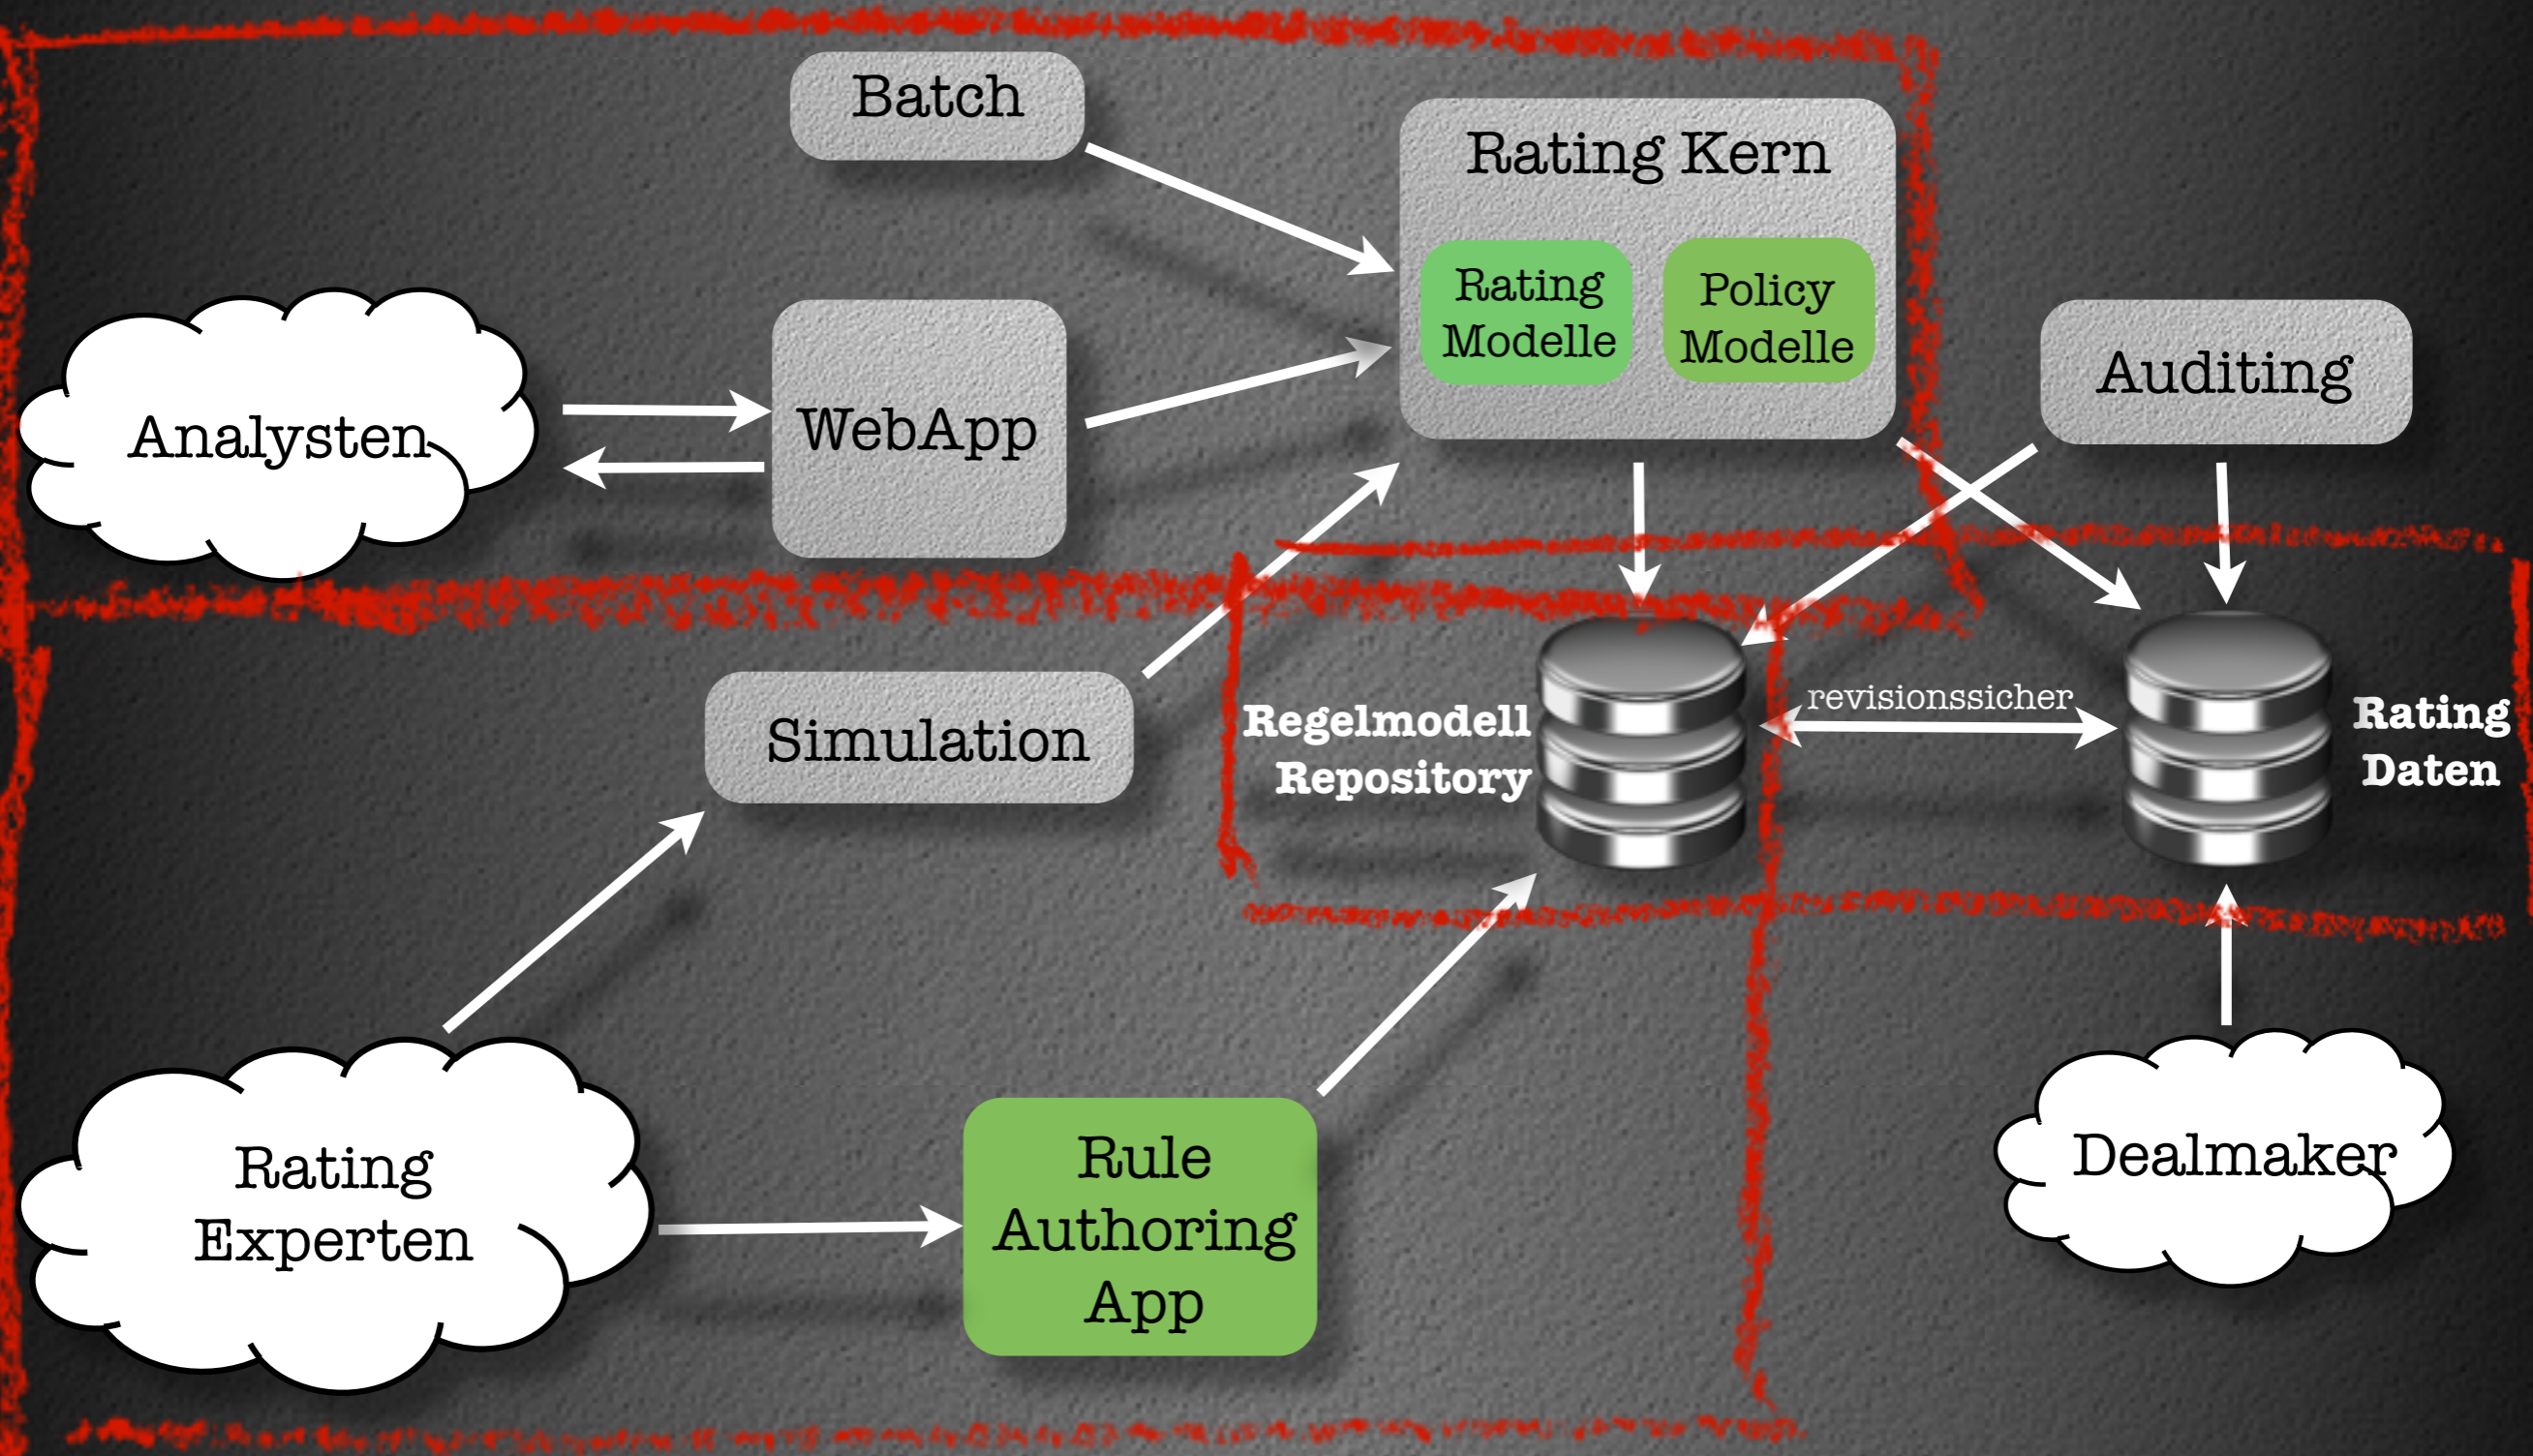 Batch
Rating Kern
Rating
Modelle
Policy
Modelle
Auditing
Analysten
WebApp
Simulation
Regelmodell
Repository
revisionssicher
Rating
Daten
Rating
Experten
Rule
Authoring
App
Dealmaker